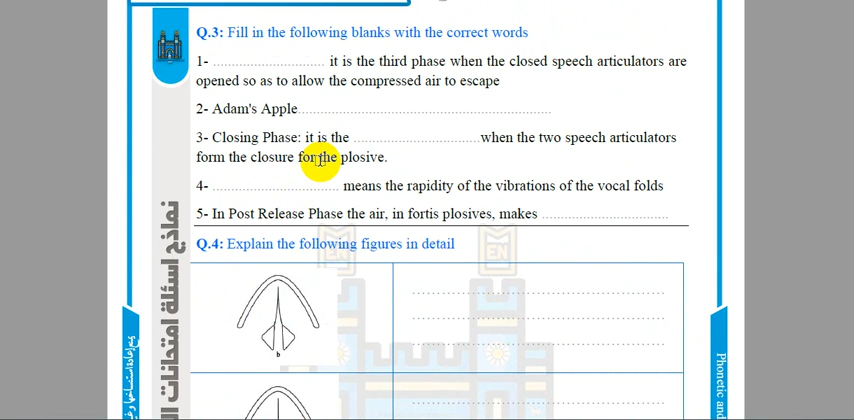 Q.3: Fill in the following blanks with the correct words
1- ............................ it is the third phase when the closed speech articulators are
opened so as to allow the compressed air to escape
2- Adam's Apple................................................................
3- Closing Phase: it is the ................................when the two speech articulators
form the closure for the plosive.
4- ................................ means the rapidity of the vibrations of the vocal folds
5- In Post Release Phase the air, in fortis plosives, makes ................................
Q.4: Explain the following figures in detail
EN
EN
b
نماذج اسئلة امتحانات
Phonetic and